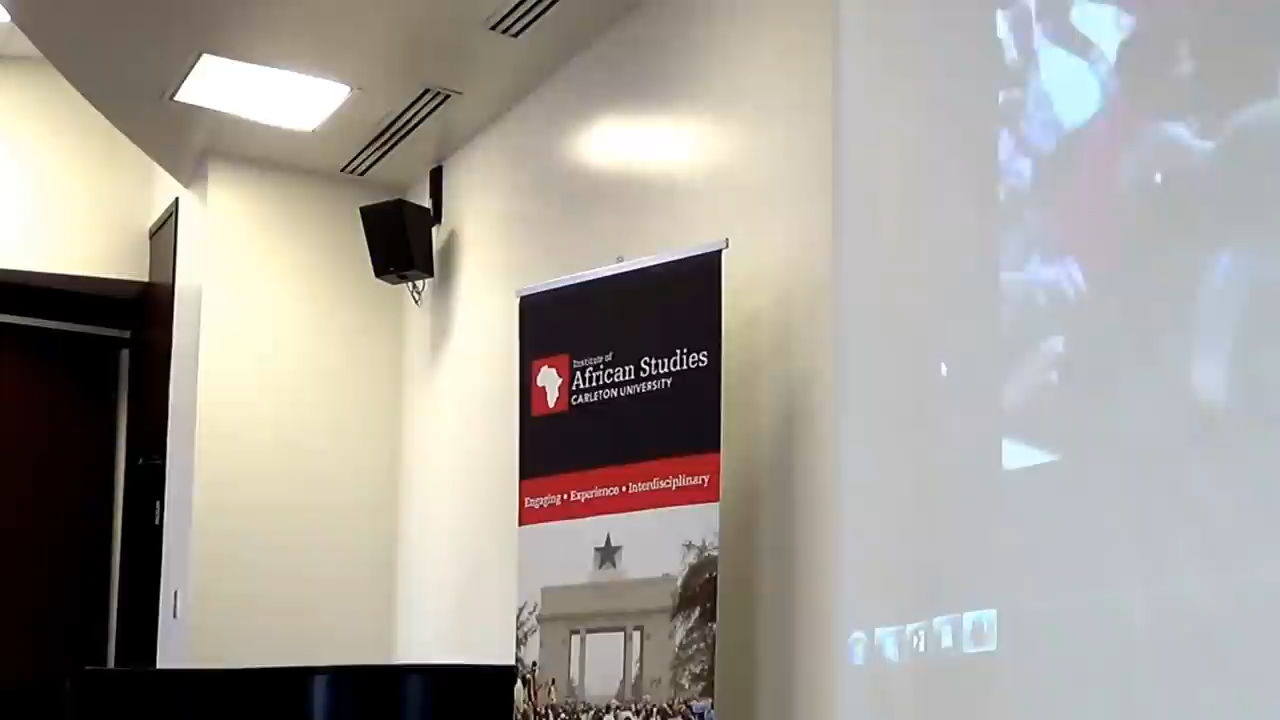 Institute of
African Studies
CARLETON UNIVERSITY
Engaging • Experience • Interdisciplinary